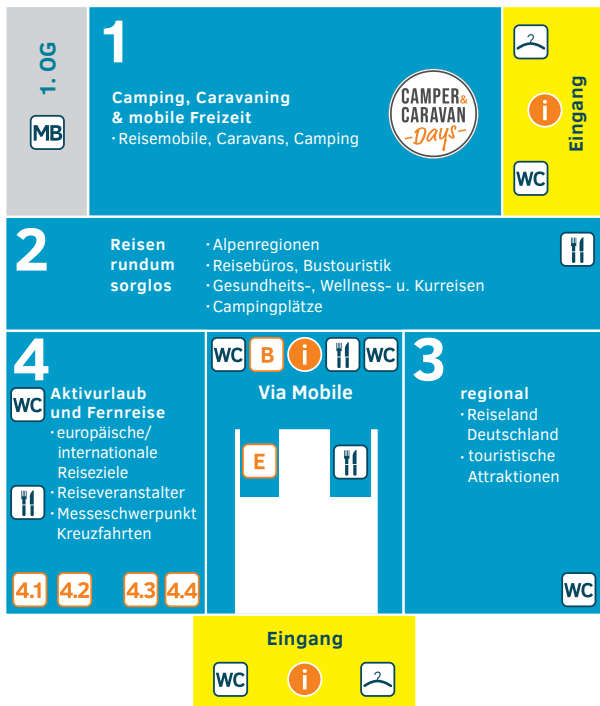 1. OG
MB
1
Camping, Caravaning
& mobile Freizeit
· Reisemobile, Caravans, Camping
CAMPER &
CARAVAN
-Days-
i
Eingang
WC
2
Reisen
rundum
sorglos
· Alpenregionen
· Reisebüros, Bustouristik
· Gesundheits-, Wellness- u. Kurreisen
· Campingplätze
4
WC
Aktivurlaub
und Fernreise
· europäische/
internationale
Reiseziele
· Reiseveranstalter
· Messeschwerpunkt
Kreuzfahrten
4.1 4.2 4.3 4.4
WC B i WC
Via Mobile
E
3
regional
· Reiseland
Deutschland
· touristische
Attraktionen
WC
Eingang
WC i